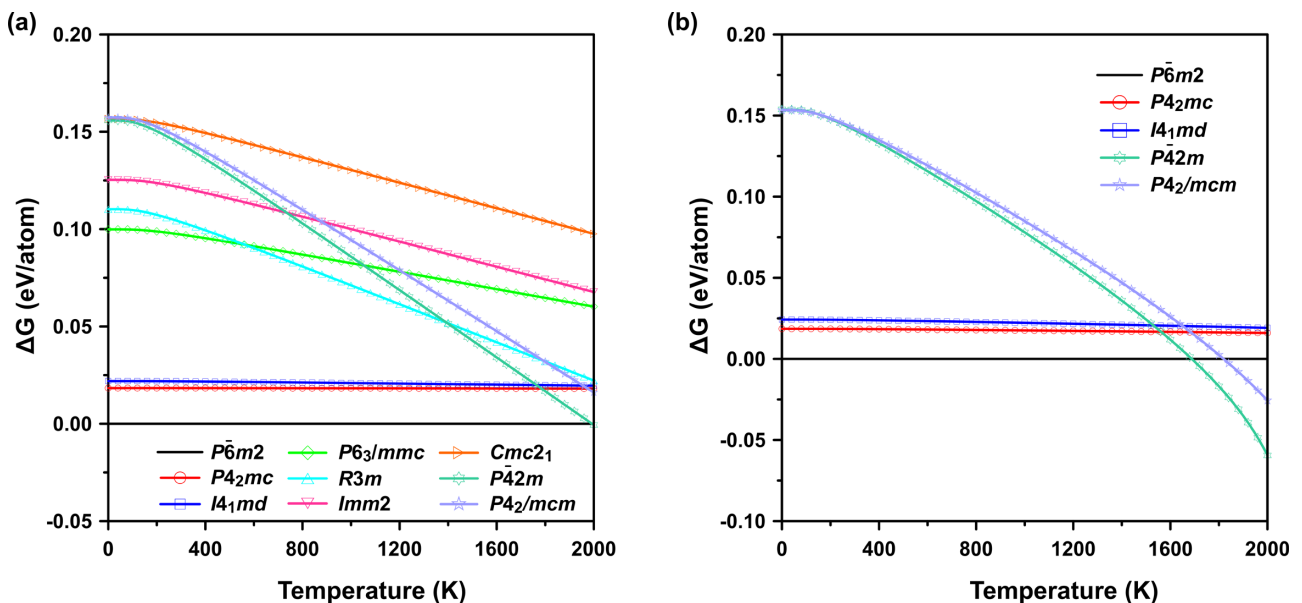 (a)
0.20
0.15
0.10
0.05
0.00
-0.05
ΔG (eV/atom)
0 400 800 1200 1600 2000
Temperature (K)
P6̄m2 P6₃/mmc Cmc2₁
P4₂mc R3m P4̄2m
I4₁md Imm2 P4₂/mcm
(b)
0.20
0.15
0.10
0.05
0.00
-0.05
-0.10
ΔG (eV/atom)
0 400 800 1200 1600 2000
Temperature (K)
P6̄m2
P4₂mc
I4₁md
P4̄2m
P4₂/mcm